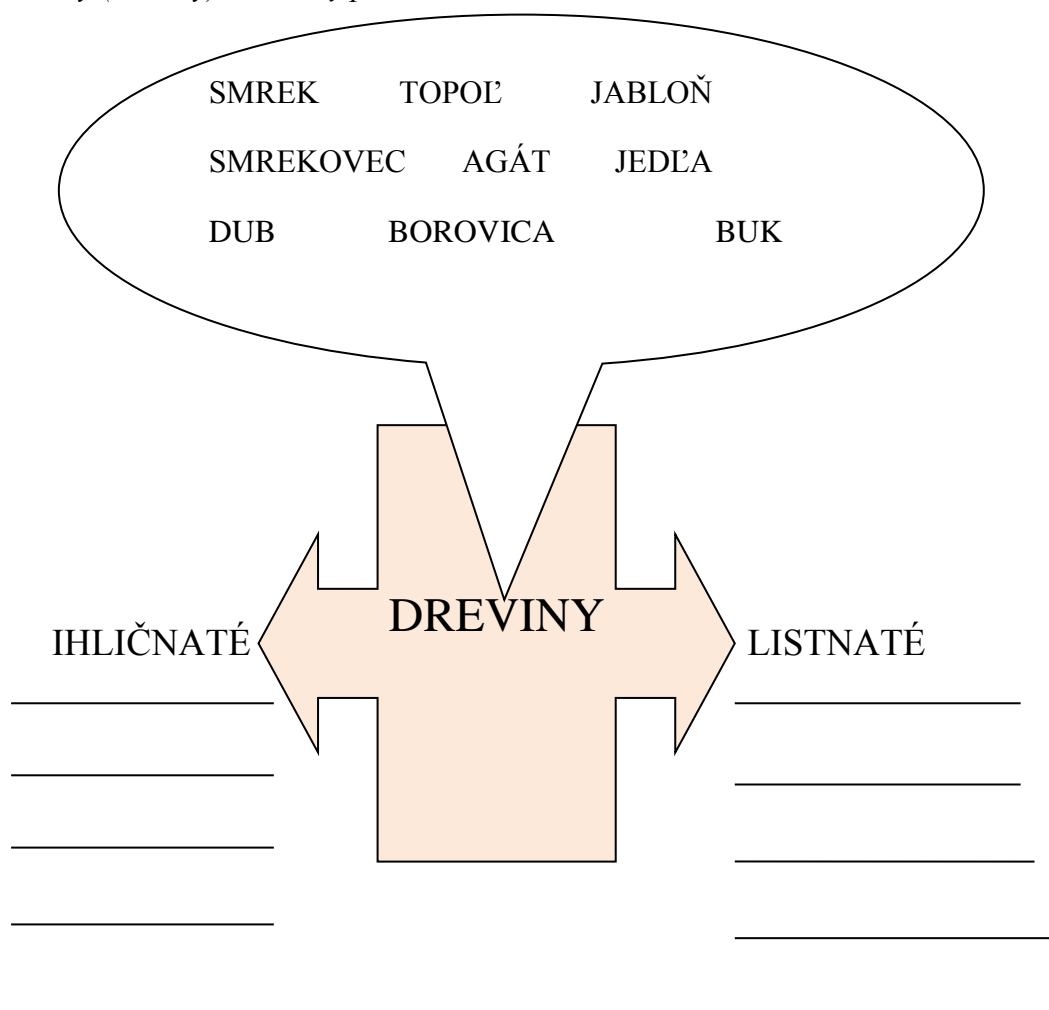 SMREK TOPOĽ JABLOŇ
SMREKOVEC AGÁT JEDĽA
DUB BOROVICA BUK
DREVINY
IHLIČNATÉ LISTNATÉ